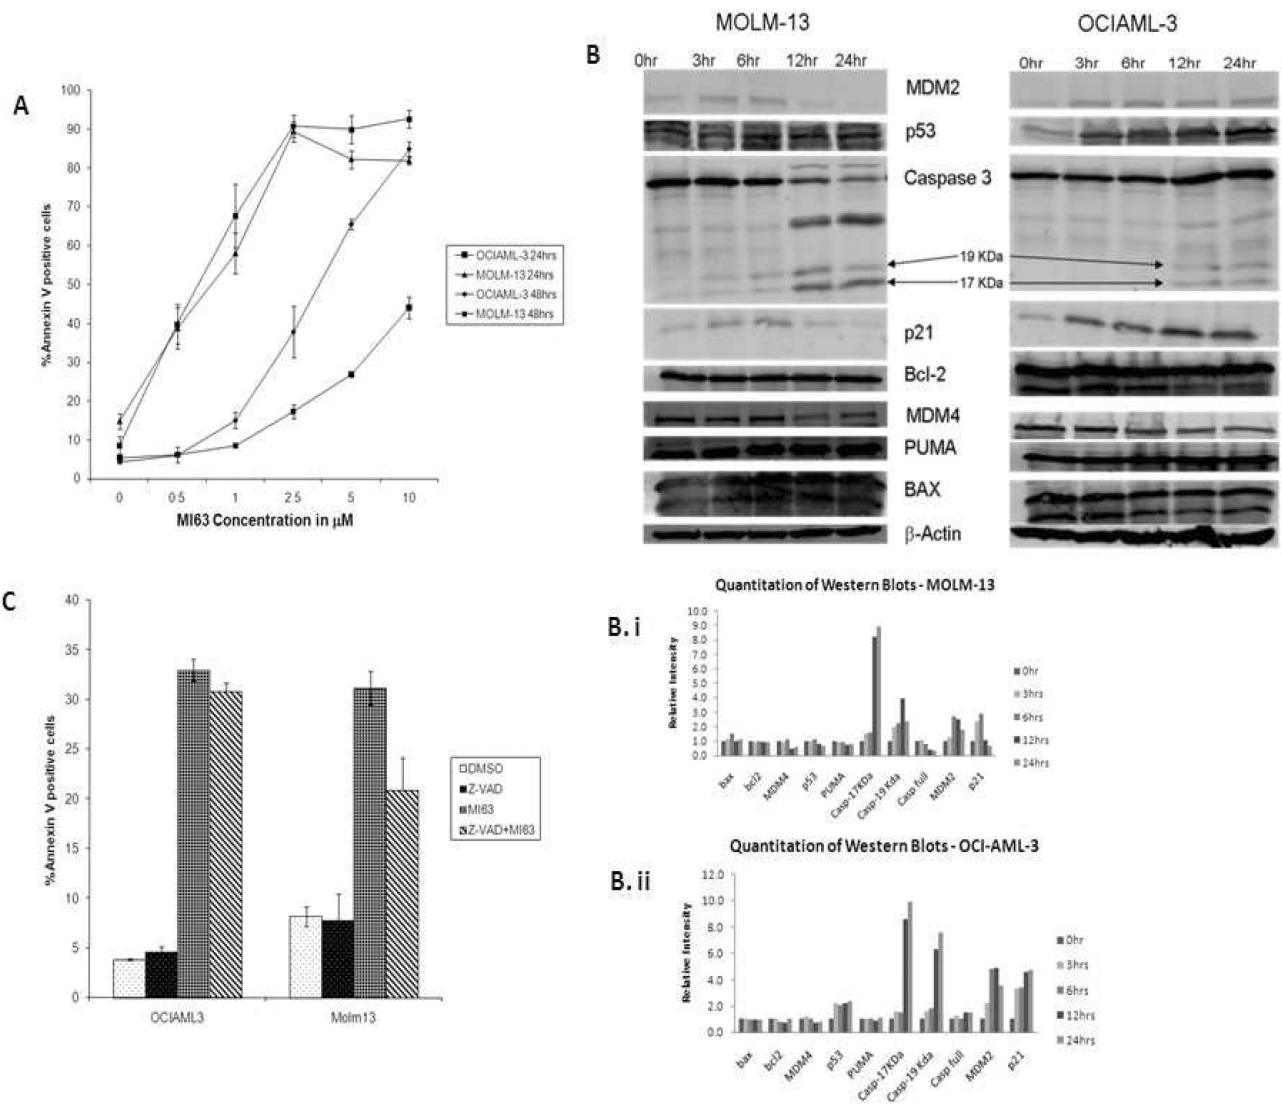 A
100
90
80
70
60
50
40
30
20
10
0
%Annexin V positive cells
0 0.5 1 2.5 5 10
MI63 Concentration in μM
OCIAML-3 24hrs
MOLM-13 24hrs
OCIAML-3 48hrs
MOLM-13 48hrs
B
MOLM-13
OCIAML-3
0hr 3hr 6hr 12hr 24hr
0hr 3hr 6hr 12hr 24hr
MDM2
p53
Caspase 3
19 KDa
17 KDa
p21
Bcl-2
MDM4
PUMA
BAX
β-Actin
C
40
35
30
25
20
15
10
5
0
%Annexin V positive cells
OCIAML3 Molm13
DMSO
Z-VAD
MI63
Z-VAD+MI63
B. i
Quantitation of Western Blots - MOLM-13
10.0
9.0
8.0
7.0
6.0
5.0
4.0
3.0
2.0
1.0
0.0
Relative Intensity
bax bcl2 MDM4 p53 PUMA Casp-17KDa Casp-19 Kda Casp full MDM2 p21
0hr
3hrs
6hrs
12hrs
24hrs
B. ii
Quantitation of Western Blots - OCI-AML-3
12.0
10.0
8.0
6.0
4.0
2.0
0.0
Relative Intensity
bax bcl2 MDM4 p53 PUMA Casp-17KDa Casp-19 Kda Casp full MDM2 p21
0hr
3hrs
6hrs
12hrs
24hrs